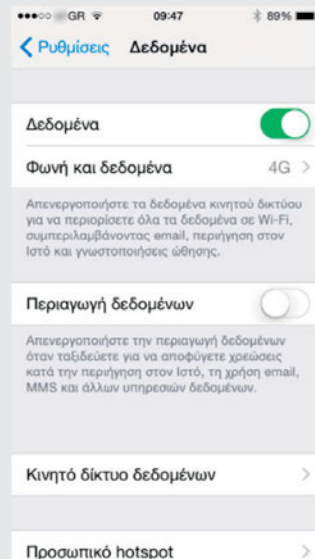 GR 09:47 89%
Ρυθμίσεις Δεδομένα
Δεδομένα
Φωνή και δεδομένα 4G
Απενεργοποιήστε τα δεδομένα κινητού δικτύου
για να περιορίσετε όλα τα δεδομένα σε Wi-Fi,
συμπεριλαμβάνοντας email, περιήγηση στον
Ιστό και γνωστοποιήσεις ώθησης.
Περιαγωγή δεδομένων
Απενεργοποιήστε την περιαγωγή δεδομένων
όταν ταξιδεύετε για να αποφύγετε χρεώσεις
κατά την περιήγηση στον Ιστό, τη χρήση email,
MMS και άλλων υπηρεσιών δεδομένων.
Κινητό δίκτυο δεδομένων
Προσωπικό hotspot